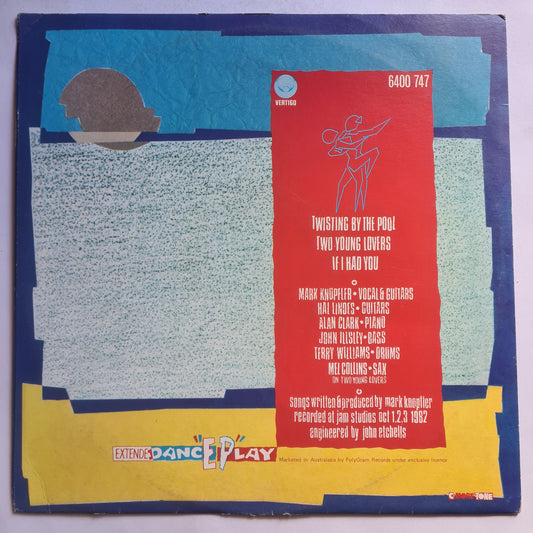 VERTIGO
6400 747
TWISTING BY THE POOL
TWO YOUNG LOVERS
IF I HAD YOU
MARK KNOPFLER • VOCAL & GUITARS
HAL LINDES • GUITARS
ALAN CLARK • PIANO
JOHN ILLSLEY • BASS
TERRY WILLIAMS • DRUMS
MEL COLLINS • SAX
ON TWO YOUNG LOVERS
songs written & produced by mark knopfler
recorded at jam studios oct 1.2.3 1982
engineered by john etchells
EXTENDEDANCE"EP"LAY
Marketed in Australasia by PolyGram Records under exclusive licence